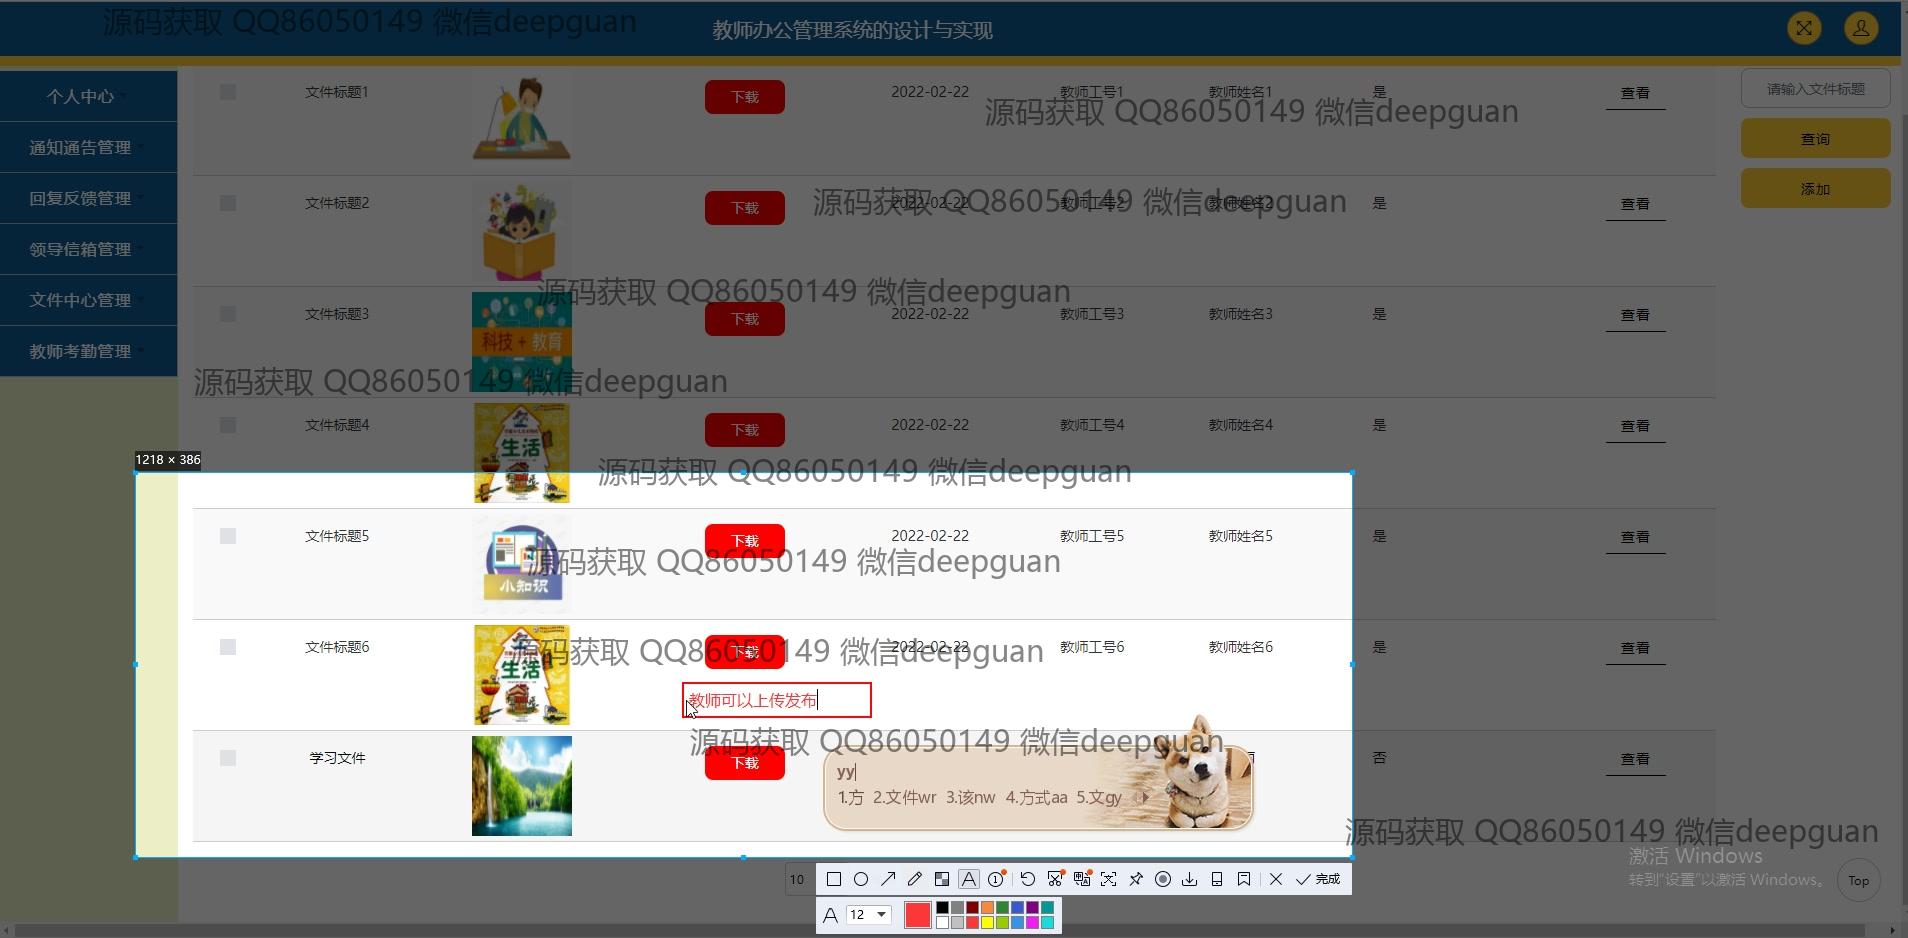 源码获取 QQ86050149 微信deepguan
教师办公管理系统的设计与实现
个人中心
通知通告管理
回复反馈管理
领导信箱管理
文件中心管理
教师考勤管理
请输入文件标题
查询
添加
文件标题1 下载 2022-02-22 教师工号1 教师姓名1 是 查看
源码获取 QQ86050149 微信deepguan
文件标题2 下载 2022-02-22 教师工号2 教师姓名2 是 查看
源码获取 QQ86050149 微信deepguan
源码获取 QQ86050149 微信deepguan
文件标题3 科技+教育 下载 2022-02-22 教师工号3 教师姓名3 是 查看
源码获取 QQ86050149 微信deepguan
文件标题4 生活 下载 2022-02-22 教师工号4 教师姓名4 是 查看
1218 × 386
源码获取 QQ86050149 微信deepguan
文件标题5 小知识 下载 2022-02-22 教师工号5 教师姓名5 是 查看
源码获取 QQ86050149 微信deepguan
文件标题6 生活 下载 2022-02-22 教师工号6 教师姓名6 是 查看
源码获取 QQ86050149 微信deepguan
教师可以上传发布
源码获取 QQ86050149 微信deepguan
学习文件 下载 否 查看
yy
1.方 2.文件wr 3.该nw 4.方式aa 5.文gy
源码获取 QQ86050149 微信deepguan
激活 Windows
转到"设置"以激活 Windows。
Top
10
完成
A 12